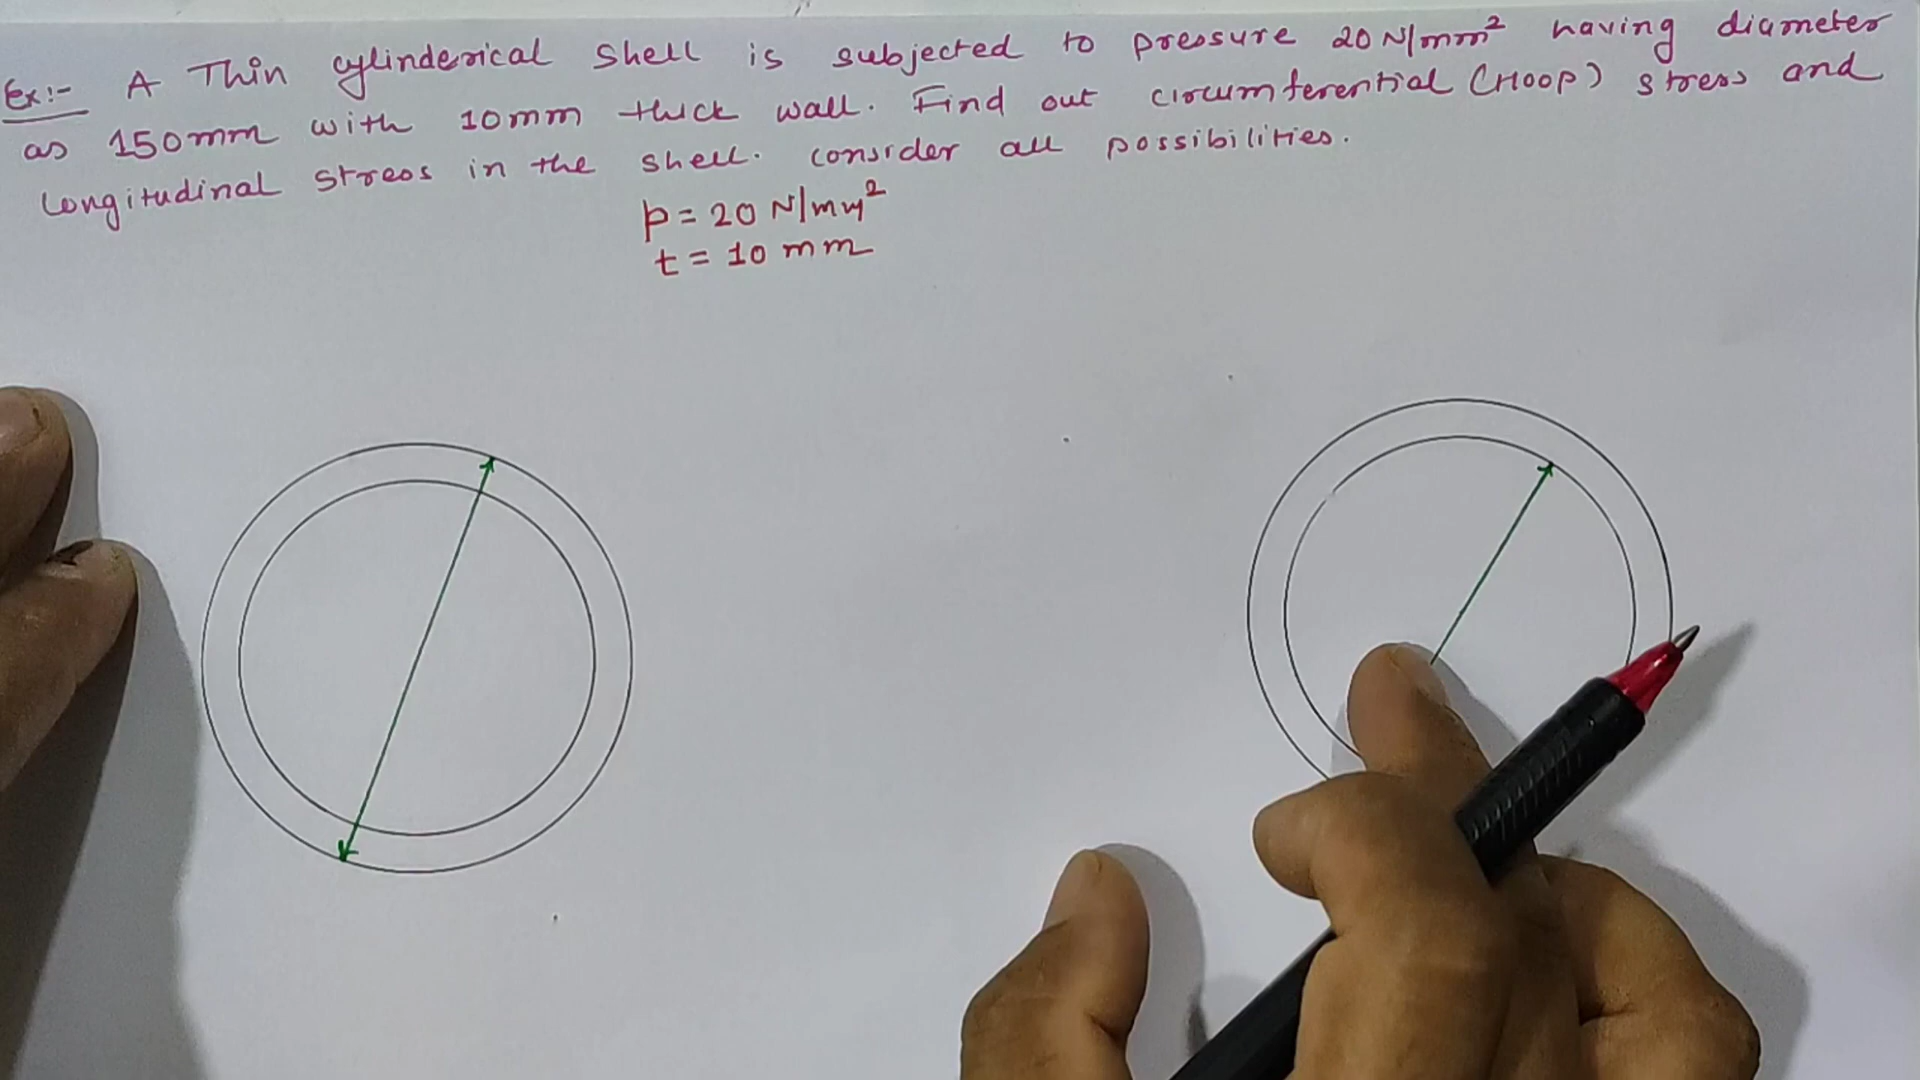 Ex:- A Thin cylinderical shell is subjected to pressure 20 N/mm² having diameter
as 150mm with 10mm thick wall. Find out circumferential (Hoop) stress and
Longitudinal stress in the shell. consider all possibilities.
p = 20 N/mm²
t = 10 mm